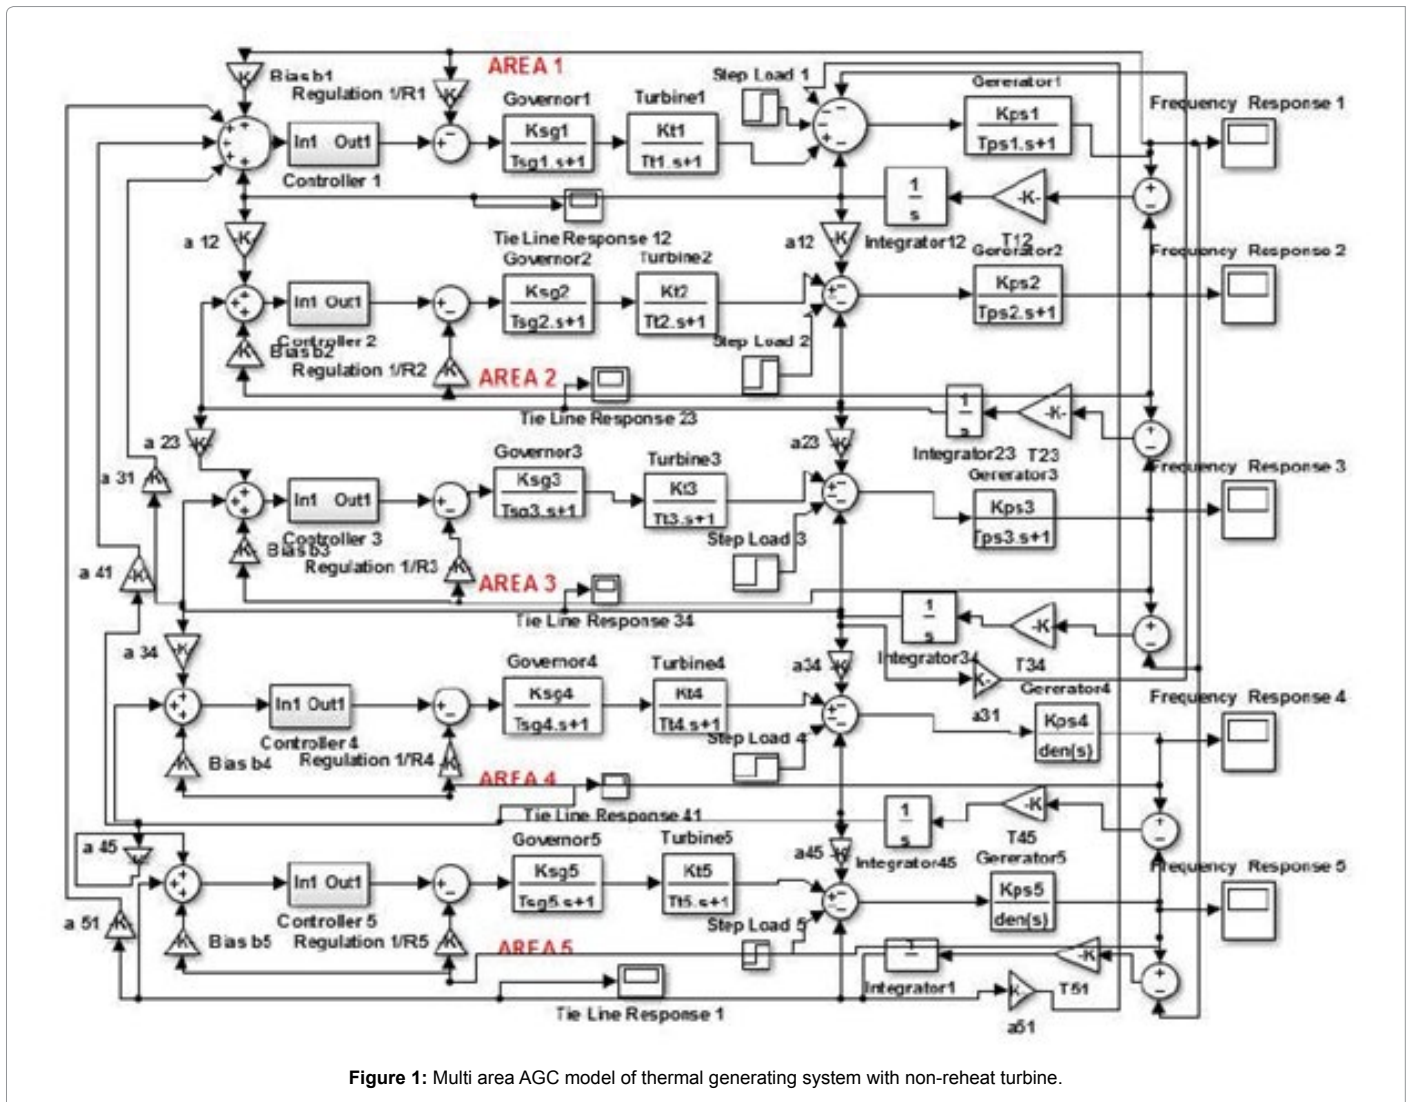 AREA 1
Step Load 1
Bias b1
Regulation 1/R1
Governor1
Turbine1
Gererator1
Frequency Response 1
-K-
+
-
In1 Out1
Controller 1
Ksg1
Tsg1.s+1
Kt1
Tt1.s+1
Kps1
Tps1.s+1
1
s
-K-
Integrator12
T12
Tie Line Response 12
a 12
a12
Governor2
Turbine2
Gererator2
Frequency Response 2
In1 Out1
Controller 2
Ksg2
Tsg2.s+1
Kt2
Tt2.s+1
Kps2
Tps2.s+1
Bias b2
Regulation 1/R2
AREA 2
Step Load 2
Tie Line Response 23
1
s
-K-
Integrator23
T23
a 23
a23
a 31
Governor3
Turbine3
Gererator3
Frequency Response 3
In1 Out1
Controller 3
Ksg3
Tsg3.s+1
Kt3
Tt3.s+1
Kps3
Tps3.s+1
Bias b3
Regulation 1/R3
AREA 3
Step Load 3
a 41
Tie Line Response 34
1
s
-K
Integrator34
T34
a 34
a34
K-
a31
Governor4
Turbine4
Gererator4
Frequency Response 4
In1 Out1
Controller 4
Ksg4
Tsg4.s+1
Kt4
Tt4.s+1
Kps4
den(s)
Bias b4
Regulation 1/R4
AREA 4
Step Load 4
Tie Line Response 41
1
s
-K
Integrator45
T45
a 45
a45
Governor5
Turbine5
Gererator5
Frequency Response 5
In1 Out1
Controller 5
Ksg5
Tsg5.s+1
Kt5
Tt5.s+1
Kps5
den(s)
a 51
Bias b5
Regulation 1/R5
AREA 5
Step Load 5
-K
Integrator1
T51
K-
a51
Tie Line Response 1
Figure 1: Multi area AGC model of thermal generating system with non-reheat turbine.